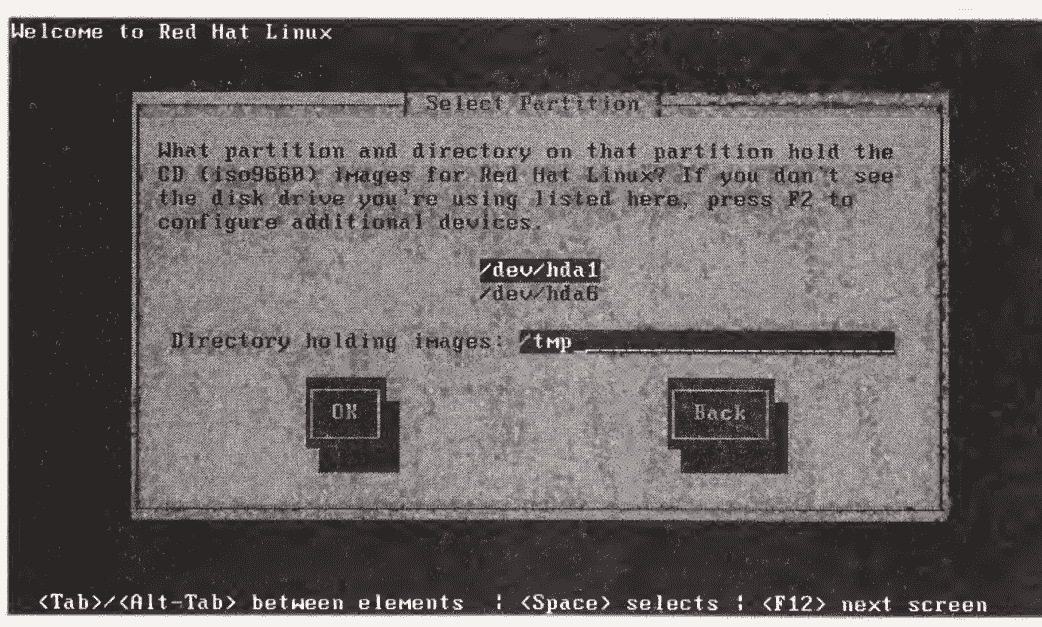 Welcome to Red Hat Linux
Select Partition
What partition and directory on that partition hold the
CD (iso9660) images for Red Hat Linux? If you don't see
the disk drive you're using listed here, press F2 to
configure additional devices.
/dev/hda1
/dev/hda6
Directory holding images: /tmp
OK Back
<Tab>/<Alt-Tab> between elements | <Space> selects | <F12> next screen